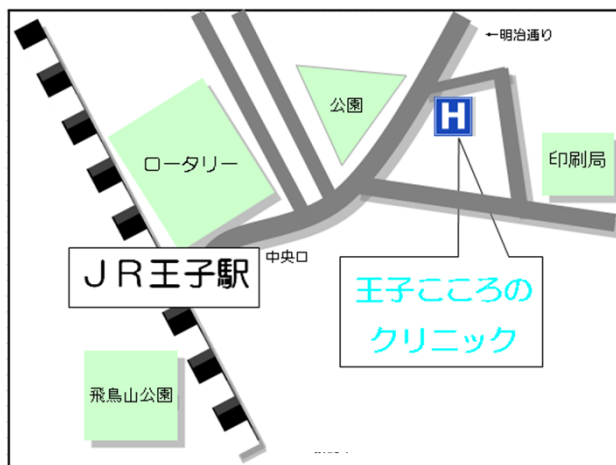 ←明治通り
公園
H
ロータリー
印刷局
中央口
JR王子駅
王子こころの
クリニック
飛鳥山公園